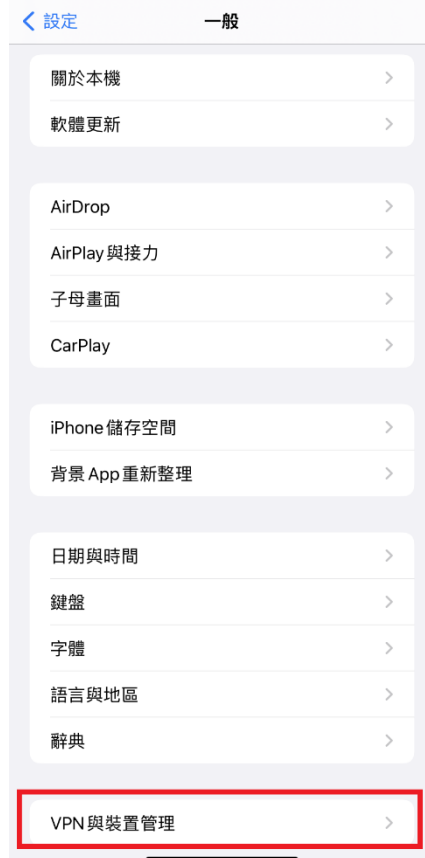 設定
一般
關於本機
軟體更新
AirDrop
AirPlay與接力
子母畫面
CarPlay
iPhone儲存空間
背景App重新整理
日期與時間
鍵盤
字體
語言與地區
辭典
VPN與裝置管理